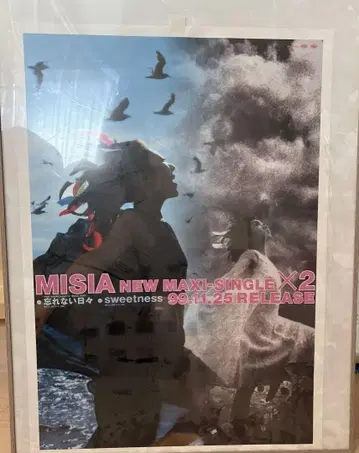 MISIA NEW MAXI-SINGLE ×2
●忘れない日々 ●sweetness 99.11.25 RELEASE